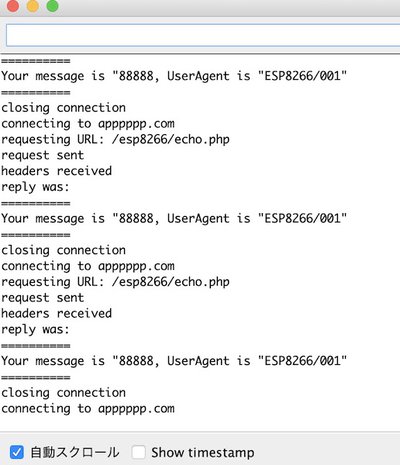 ==========
Your message is "88888, UserAgent is "ESP8266/001"
==========
closing connection
connecting to apppppp.com
requesting URL: /esp8266/echo.php
request sent
headers received
reply was:
==========
Your message is "88888, UserAgent is "ESP8266/001"
==========
closing connection
connecting to apppppp.com
requesting URL: /esp8266/echo.php
request sent
headers received
reply was:
==========
Your message is "88888, UserAgent is "ESP8266/001"
==========
closing connection
connecting to apppppp.com
自動スクロール Show timestamp